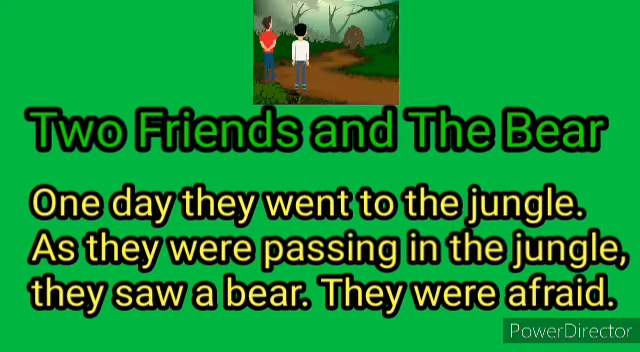 Two Friends and The Bear
One day they went to the jungle.
As they were passing in the jungle,
they saw a bear. They were afraid.
PowerDirector